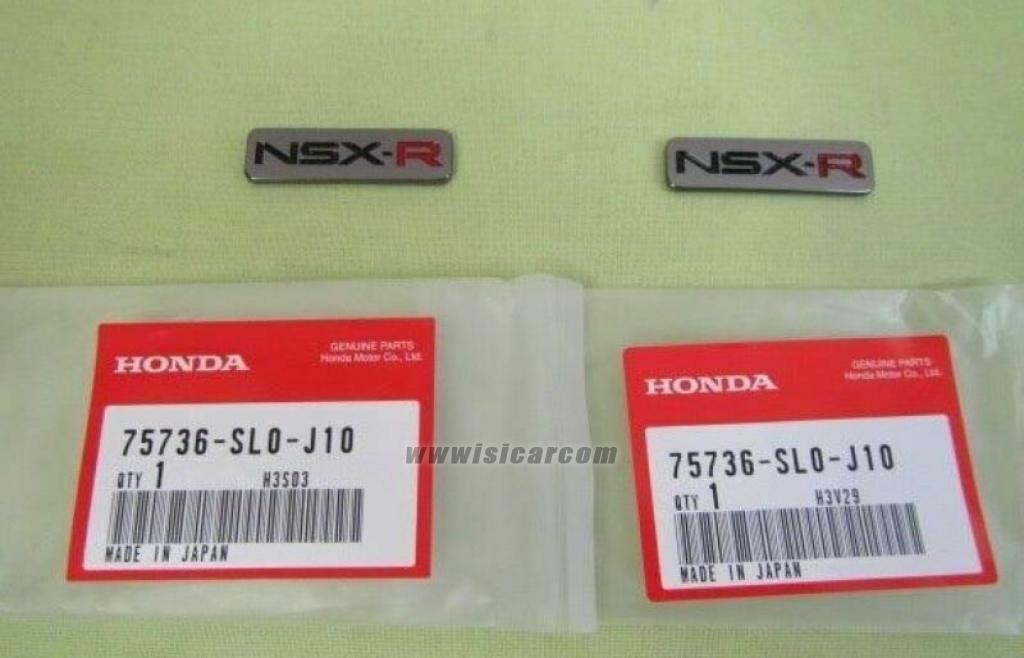 NSX-R
NSX-R
HONDA
GENUINE PARTS
Honda Motor Co., Ltd.
75736-SL0-J10
QTY 1 H3S03
MADE IN JAPAN
HONDA
GENUINE PARTS
Honda Motor Co., Ltd.
75736-SL0-J10
QTY 1 H3V29
MADE IN JAPAN
wwwisicarcom